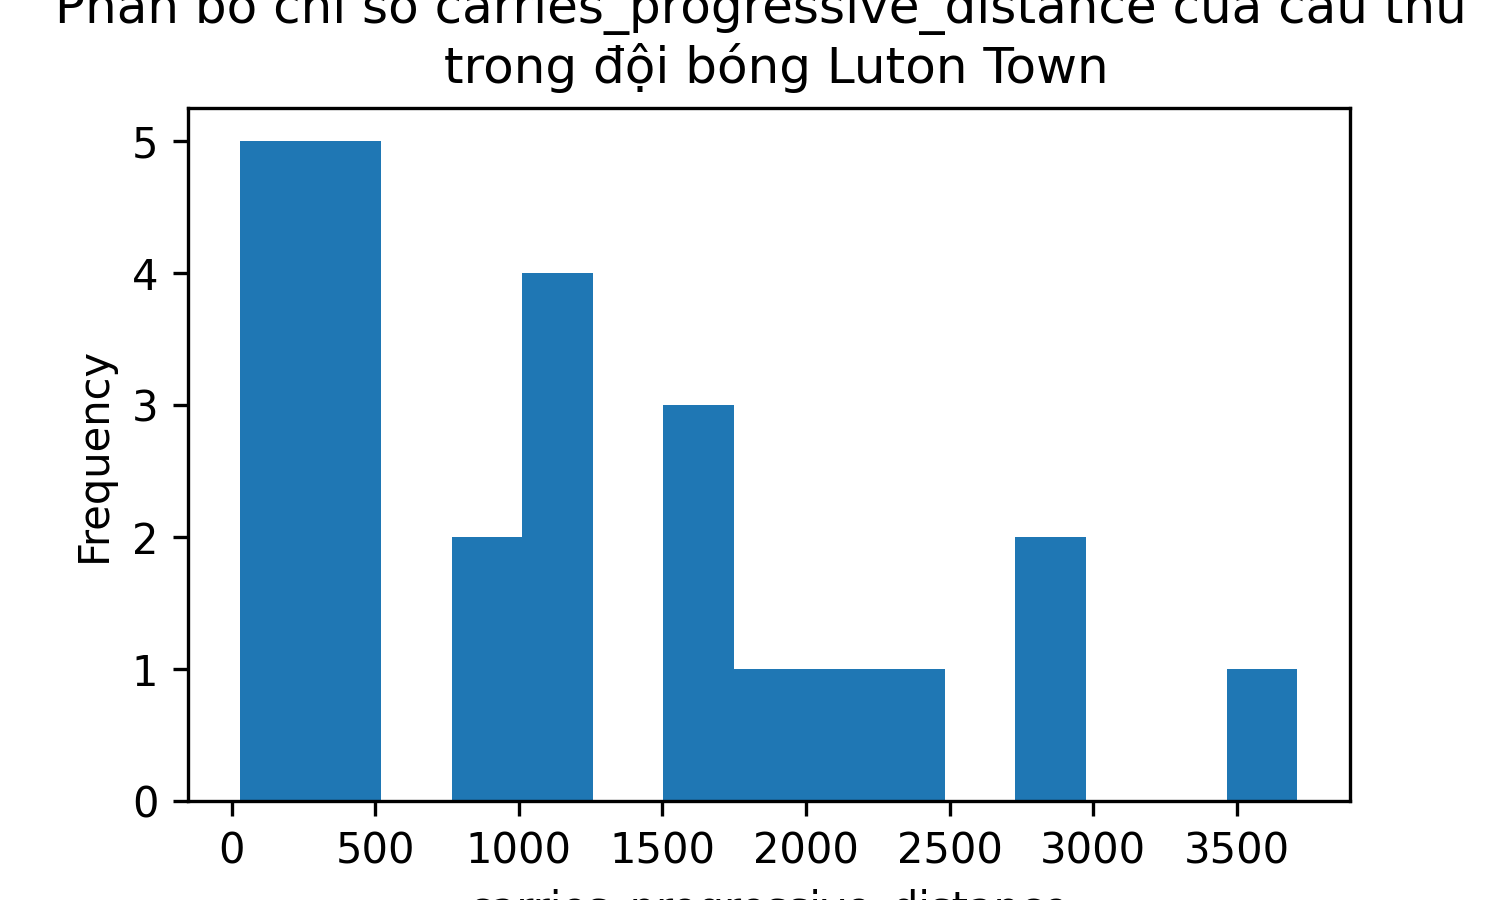 Phân bố chỉ số carries_progressive_distance của cầu thủ
trong đội bóng Luton Town
5
4
3
2
1
0
Frequency
0 500 1000 1500 2000 2500 3000 3500
carries_progressive_distance